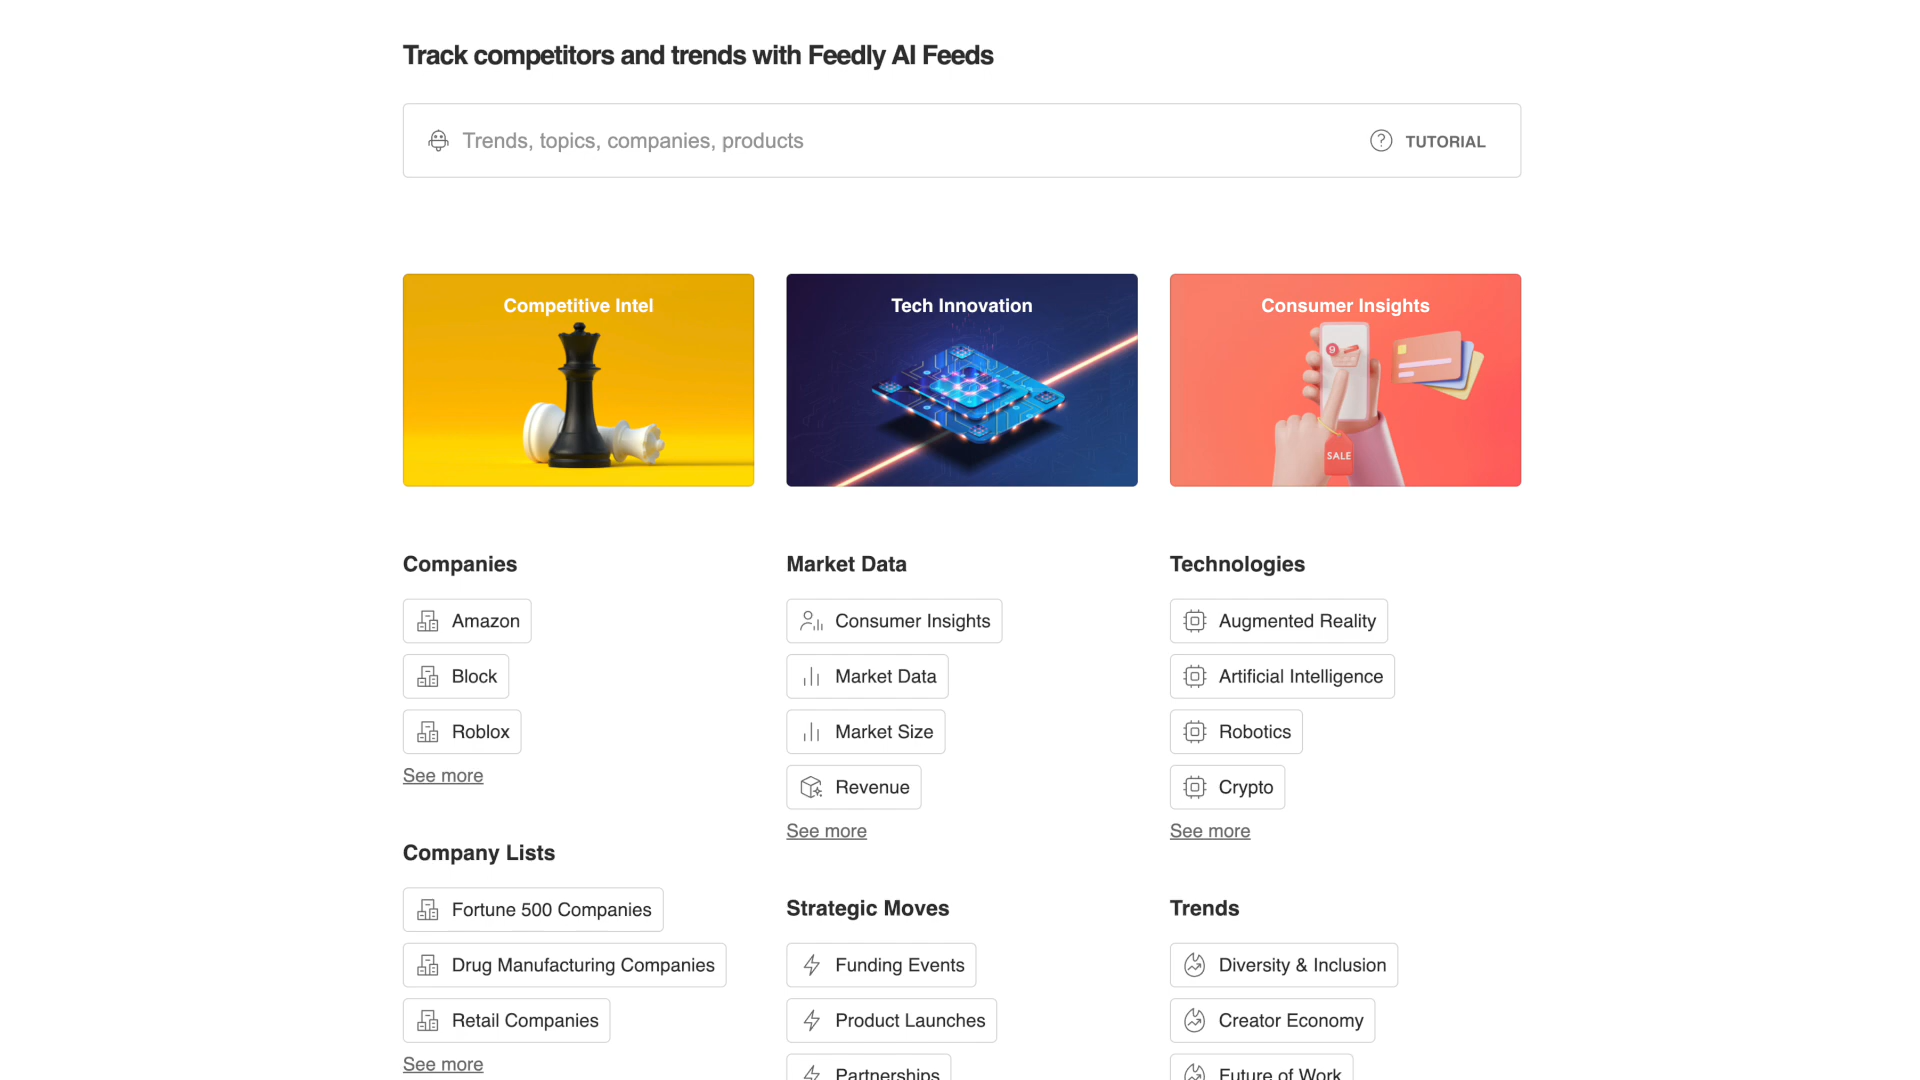 Track competitors and trends with Feedly AI Feeds
Trends, topics, companies, products
TUTORIAL
Competitive Intel
Tech Innovation
Consumer Insights
SALE
Companies
Amazon
Block
Roblox
See more
Company Lists
Fortune 500 Companies
Drug Manufacturing Companies
Retail Companies
See more
Market Data
Consumer Insights
Market Data
Market Size
Revenue
See more
Strategic Moves
Funding Events
Product Launches
Partnerships
Technologies
Augmented Reality
Artificial Intelligence
Robotics
Crypto
See more
Trends
Diversity & Inclusion
Creator Economy
Future of Work